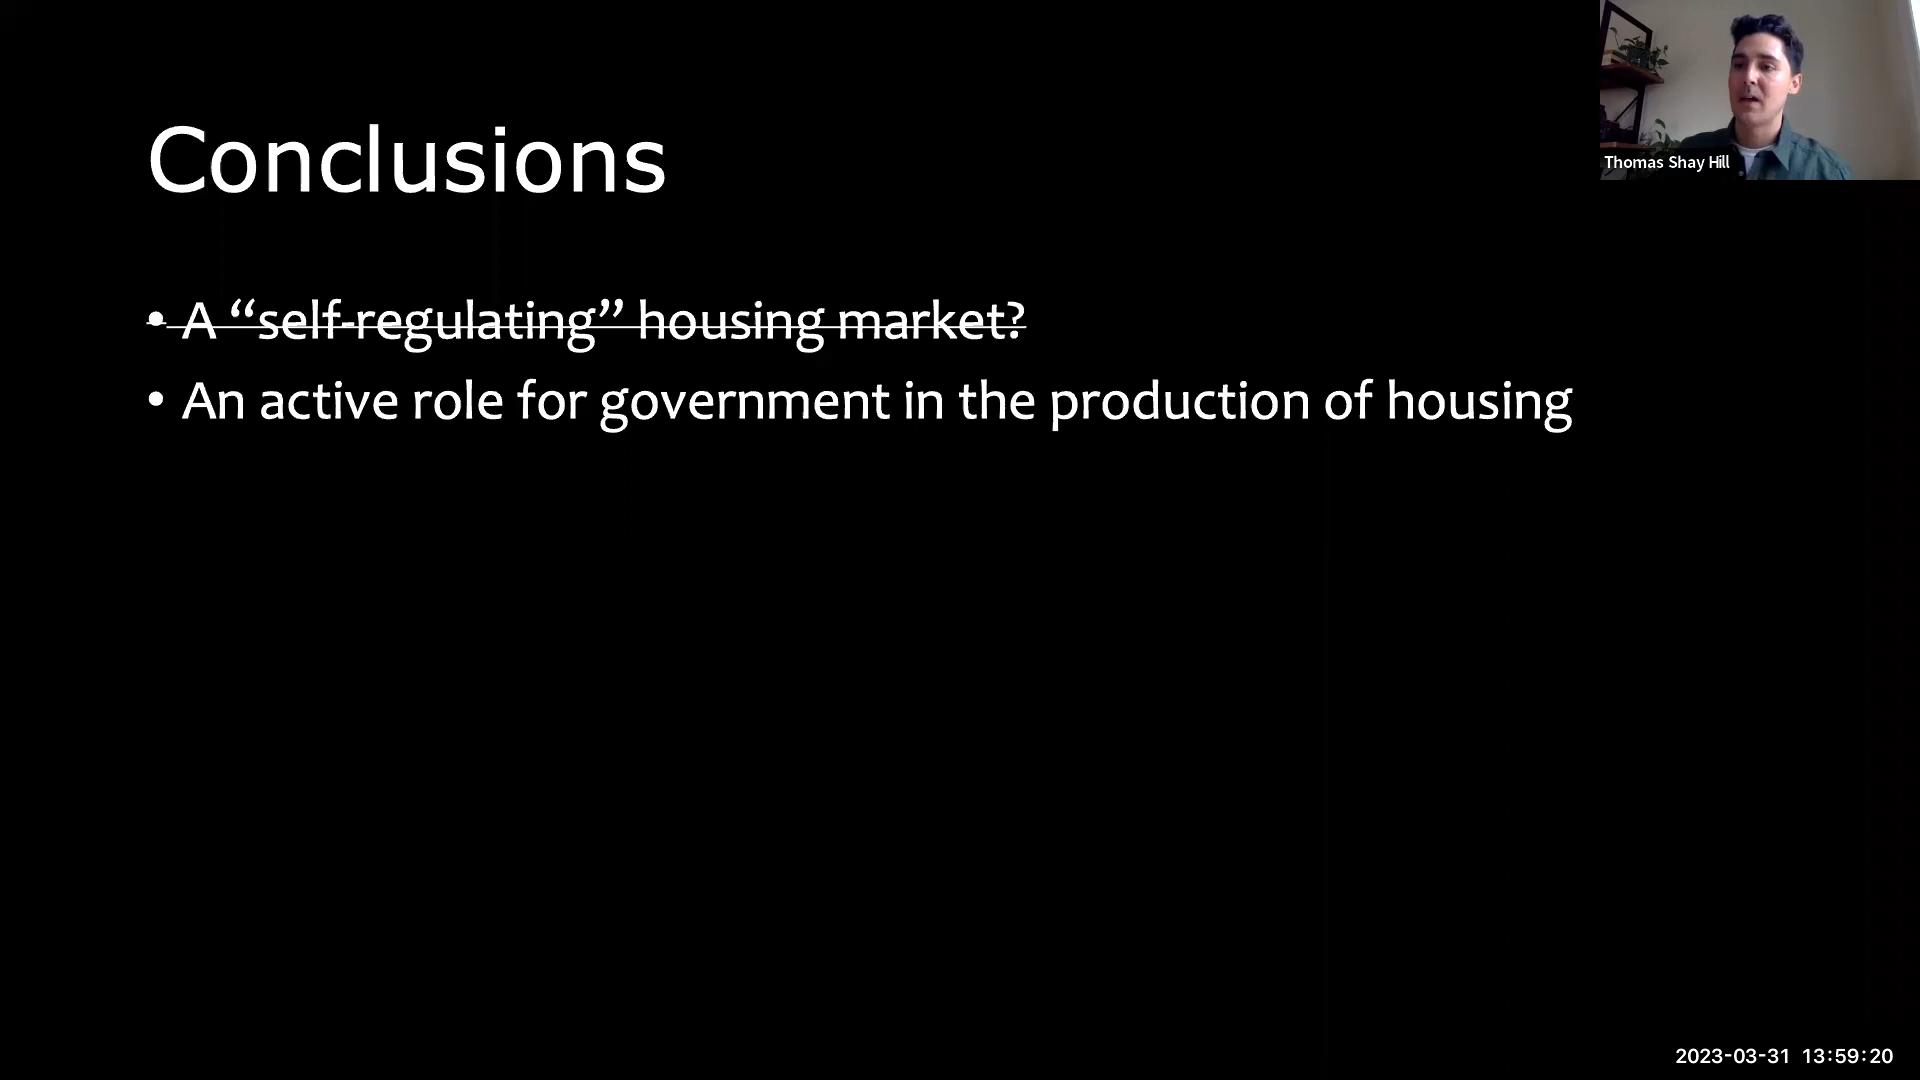 Conclusions
• A “self-regulating” housing market?
• An active role for government in the production of housing
Thomas Shay Hill
2023-03-31 13:59:20